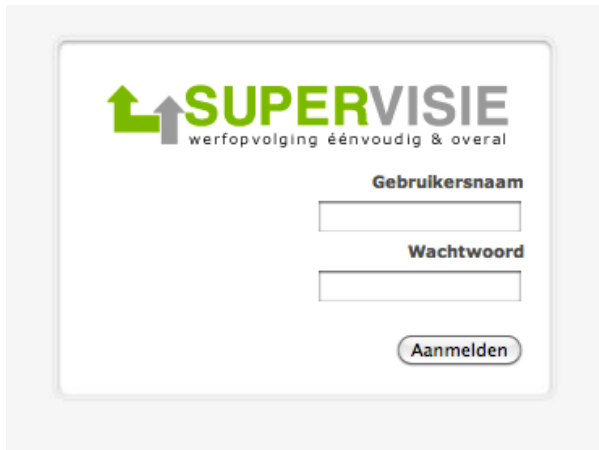 SUPERVISIE
werfopvolging éénvoudig & overal
Gebruikersnaam
Wachtwoord
Aanmelden